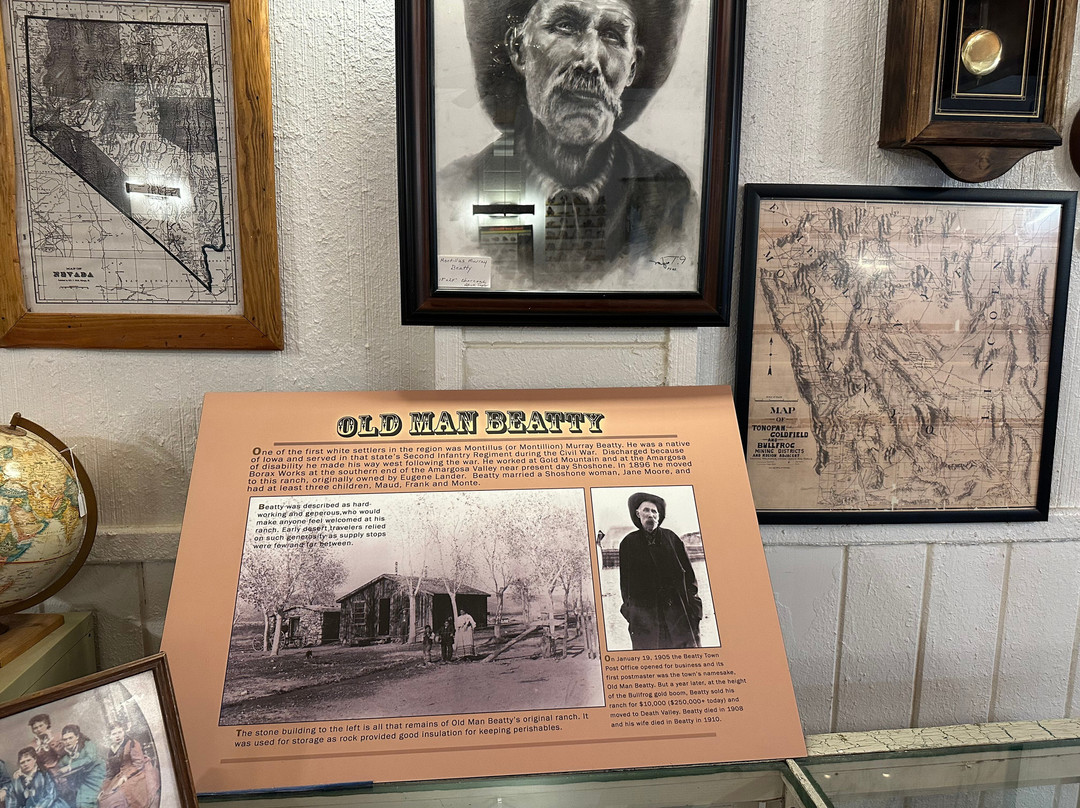 MAP OF
NEVADA
Montillus Murray
Beatty
MAP
OF
TONOPAH
GOLDFIELD
AND
BULLFROG
MINING DISTRICTS
AND REGION ADJACENT
LINCOLN
OLD MAN BEATTY
One of the first white settlers in the region was Montillus (or Montillion) Murray Beatty. He was a native
of Iowa and served in that state's Second Infantry Regiment during the Civil War. Discharged because
of disability he made his way west following the war. He worked at Gold Mountain and at the Amargosa
Borax Works at the southern end of the Amargosa Valley near present day Shoshone. In 1896 he moved
to this ranch, originally owned by Eugene Lander. Beatty married a Shoshone woman, Jane Moore, and
had at least three children, Maud, Frank and Monte.
Beatty was described as hard-
working and generous,who would
make anyone feel welcomed at his
ranch. Early desert travelers relied
on such generosity as supply stops
were few and far between.
On January 19, 1905 the Beatty Town
Post Office opened for business and its
first postmaster was the town's namesake,
Old Man Beatty. But a year later, at the height
of the Bullfrog gold boom, Beatty sold his
ranch for $10,000 ($250,000+ today) and
moved to Death Valley. Beatty died in 1908
and his wife died in Beatty in 1910.
The stone building to the left is all that remains of Old Man Beatty's original ranch. It
was used for storage as rock provided good insulation for keeping perishables.